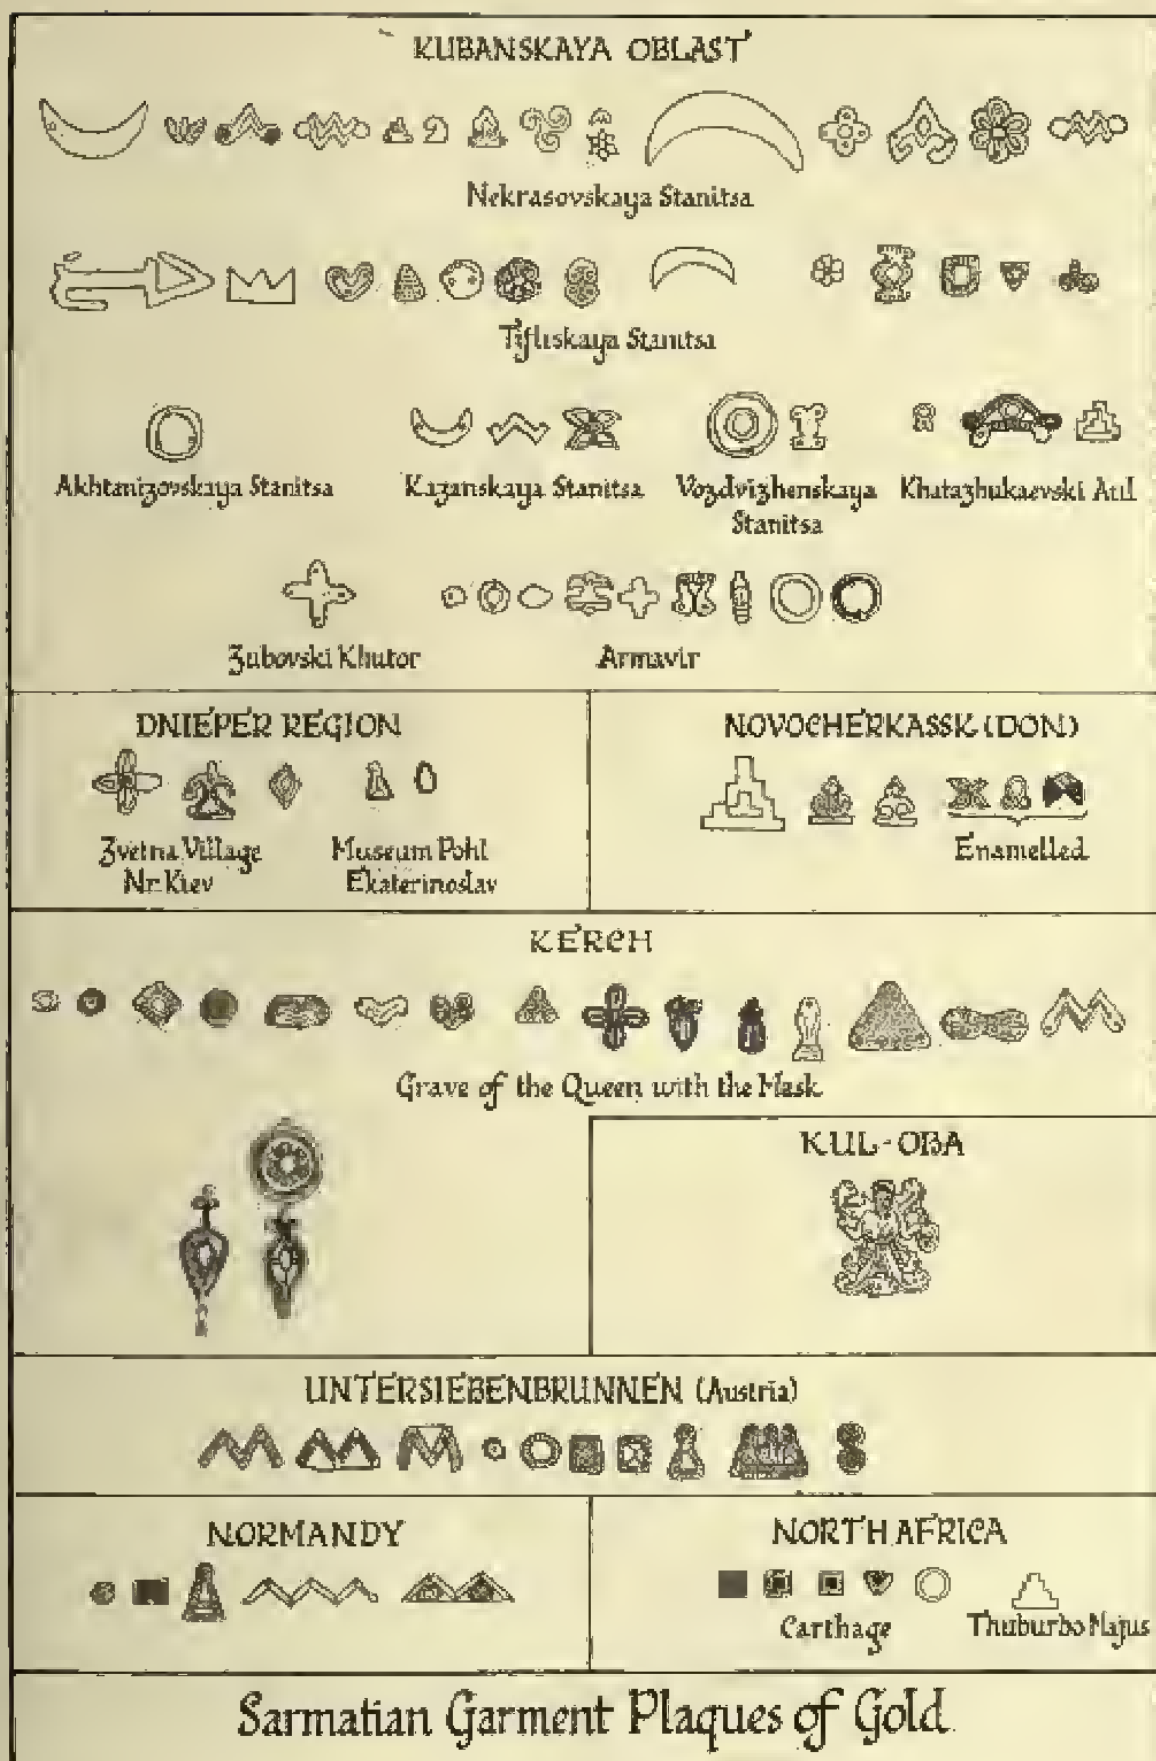 KUBANSKAYA OBLAST
Nekrasovskaya Stanitsa
Tifliskaya Stanitsa
Akhtanizovskaya Stanitsa
Kazanskaya Stanitsa
Vozdvizhenskaya
Stanitsa
Khatazhukaevski Aul
Zubovski Khutor
Armavir
DNIEPER REGION
Zvetna Village
Nr. Kiev
Museum Pohl
Ekaterinoslav
NOVOCHERKASSK (DON)
Enamelled
KERCH
Grave of the Queen with the Mask
KUL-OBA
UNTERSIEBENBRUNNEN (Austria)
NORMANDY
NORTH AFRICA
Carthage
Thuburbo Majus
Sarmatian Garment Plaques of Gold